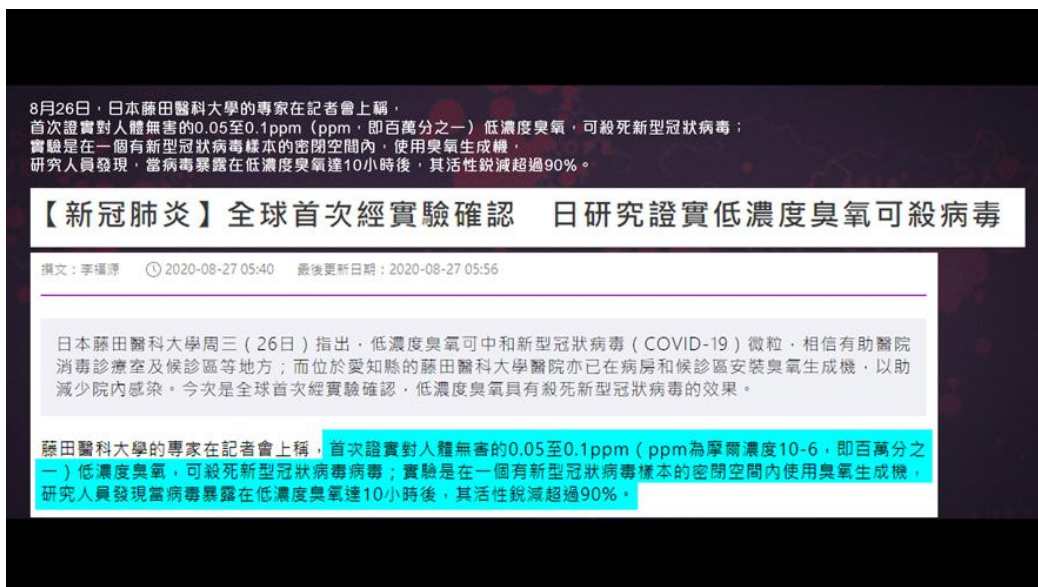 8月26日，日本藤田醫科大學的專家在記者會上稱，
首次證實對人體無害的0.05至0.1ppm（ppm，即百萬分之一）低濃度臭氧，可殺死新型冠狀病毒；
實驗是在一個有新型冠狀病毒樣本的密閉空間內，使用臭氧生成機，
研究人員發現，當病毒暴露在低濃度臭氧達10小時後，其活性銳減超過90%。
【新冠肺炎】全球首次經實驗確認　日研究證實低濃度臭氧可殺病毒
撰文：李福源 2020-08-27 05:40 最後更新日期：2020-08-27 05:56
日本藤田醫科大學周三（26日）指出，低濃度臭氧可中和新型冠狀病毒（COVID-19）微粒，相信有助醫院
消毒診療室及候診區等地方；而位於愛知縣的藤田醫科大學醫院亦已在病房和候診區安裝臭氧生成機，以助
減少院內感染。今次是全球首次經實驗確認，低濃度臭氧具有殺死新型冠狀病毒的效果。
藤田醫科大學的專家在記者會上稱，首次證實對人體無害的0.05至0.1ppm（ppm為摩爾濃度10-6，即百萬分之
一）低濃度臭氧，可殺死新型冠狀病毒病毒；實驗是在一個有新型冠狀病毒樣本的密閉空間內使用臭氧生成機，
研究人員發現當病毒暴露在低濃度臭氧達10小時後，其活性銳減超過90%。